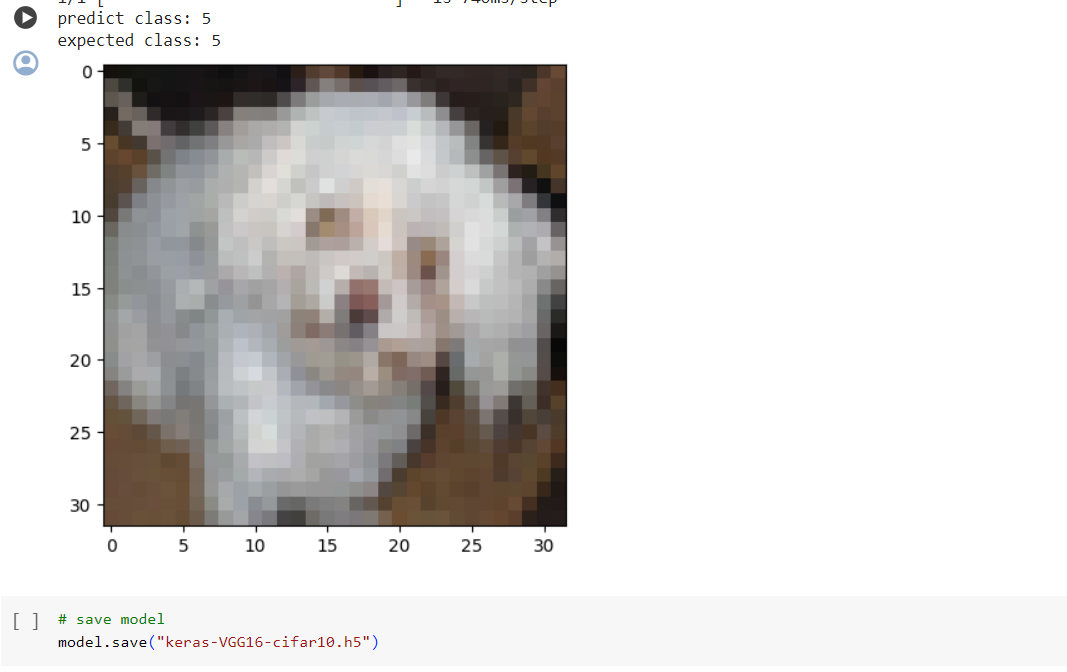 predict class: 5
expected class: 5
0
5
10
15
20
25
30
0 5 10 15 20 25 30
[ ] # save model
model.save("keras-VGG16-cifar10.h5")